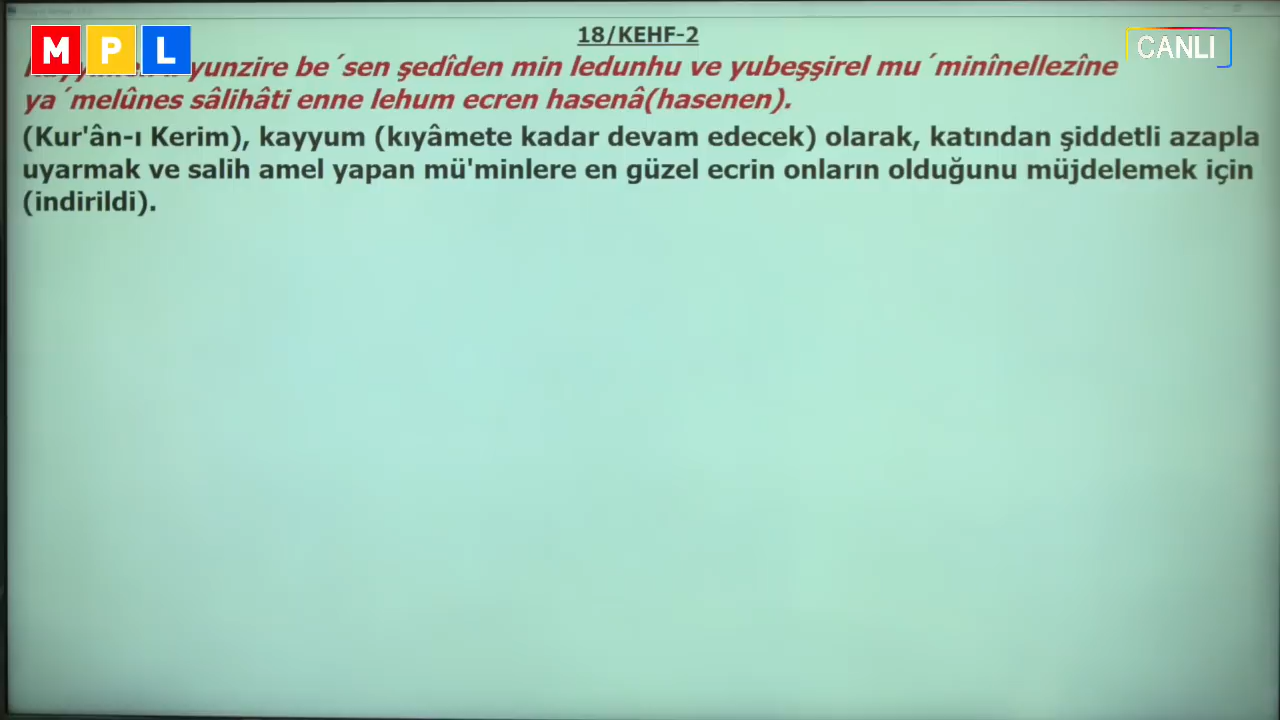 18/KEHF-2
M P L
CANLI
yunzire be´sen şedîden min ledunhu ve yubeşşirel mu´minînellezîne
ya´melûnes sâlihâti enne lehum ecren hasenâ(hasenen).
(Kur'ân-ı Kerim), kayyum (kıyâmete kadar devam edecek) olarak, katından şiddetli azapla
uyarmak ve salih amel yapan mü'minlere en güzel ecrin onların olduğunu müjdelemek için
(indirildi).